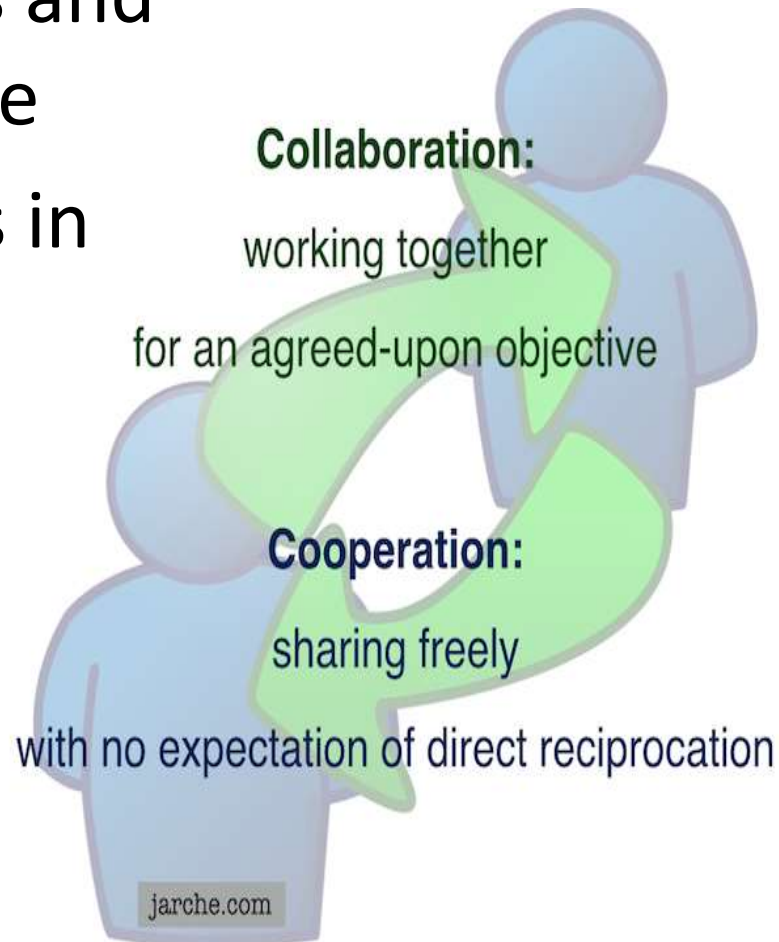 s and
e
s in
Collaboration:
working together
for an agreed-upon objective
Cooperation:
sharing freely
with no expectation of direct reciprocation
jarche.com